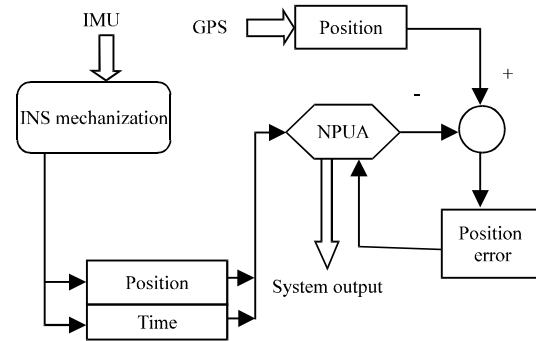 IMU
GPS
Position
+
INS mechanization
-
NPUA
Position
error
Position
System output
Time